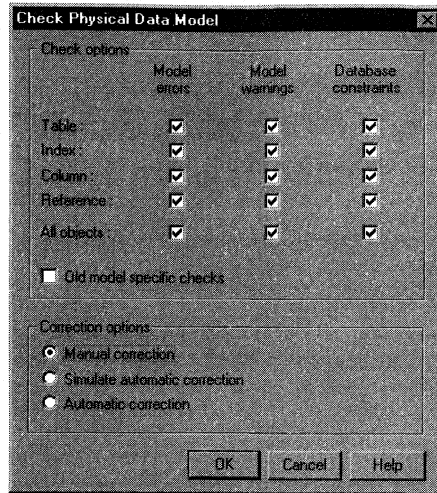 Check Physical Data Model
Check options
Model errors
Model warnings
Database constraints
Table :
Index :
Column :
Reference :
All objects :
Old model specific checks
Correction options
Manual correction
Simulate automatic correction
Automatic correction
OK Cancel Help